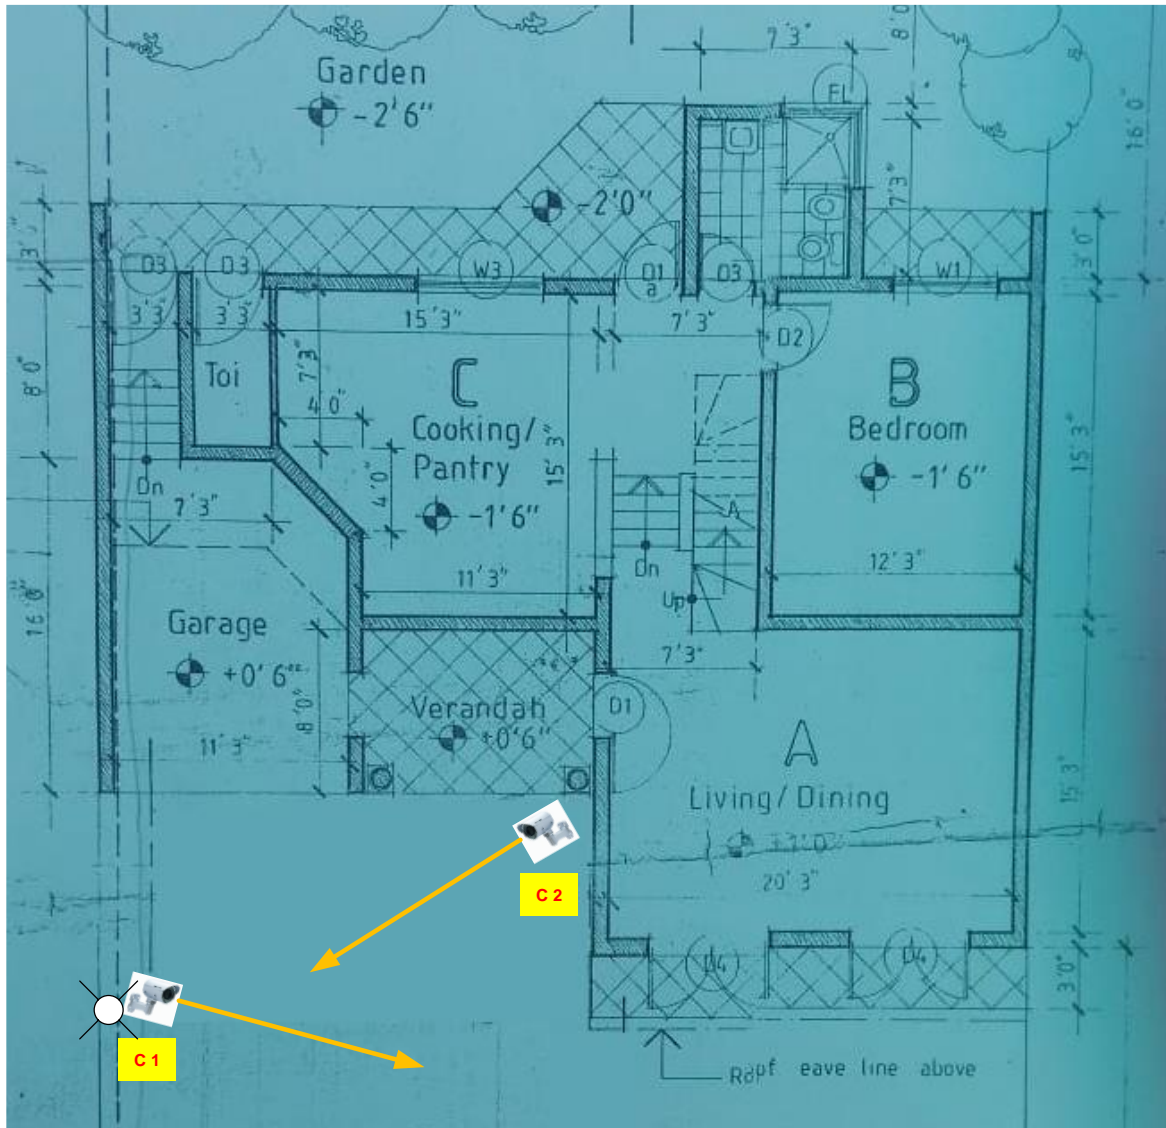 7'3"
8'0"
Garden
-2'6"
FL
16'0"
7'3"
-2'0"
3'0"
3'0"
D3
D3
W3
D1
a
D3
W1
3'3"
3'3"
15'3"
7'3"
D2
8'0"
Toi
7'3"
C
B
4'0"
Cooking/
Pantry
15'3"
Bedroom
15'3"
4'0"
-1'6"
-1'6"
Dn
7'3"
A
12'3"
11'3"
Dn
Up
16'0"
Garage
+0'6"
7'3"
8'0"
Verandah
+0'6"
D1
11'3"
A
15'3"
Living/Dining
+1'0"
20'3"
C 2
D4
D4
3'0"
C 1
Roof eave line above